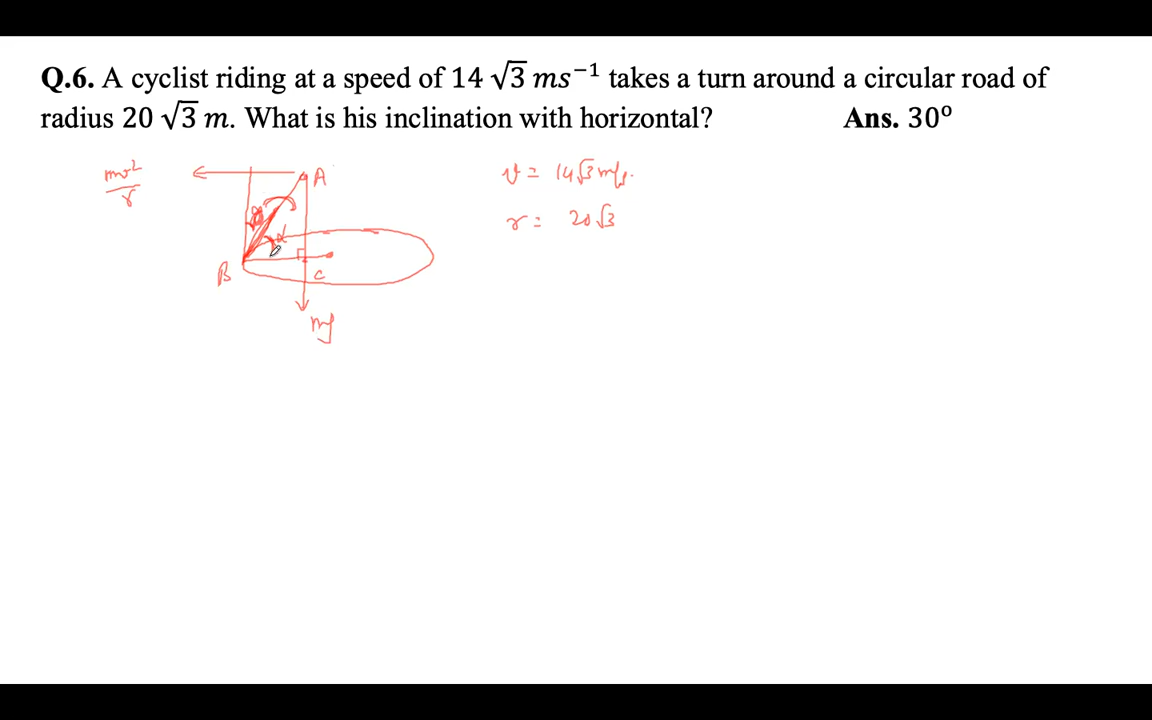 Q.6. A cyclist riding at a speed of 14 √3 ms⁻¹ takes a turn around a circular road of
radius 20 √3 m. What is his inclination with horizontal? Ans. 30°
mv²/r
A
v = 14√3 m/s.
r = 20√3
θ
α
B
C
mg